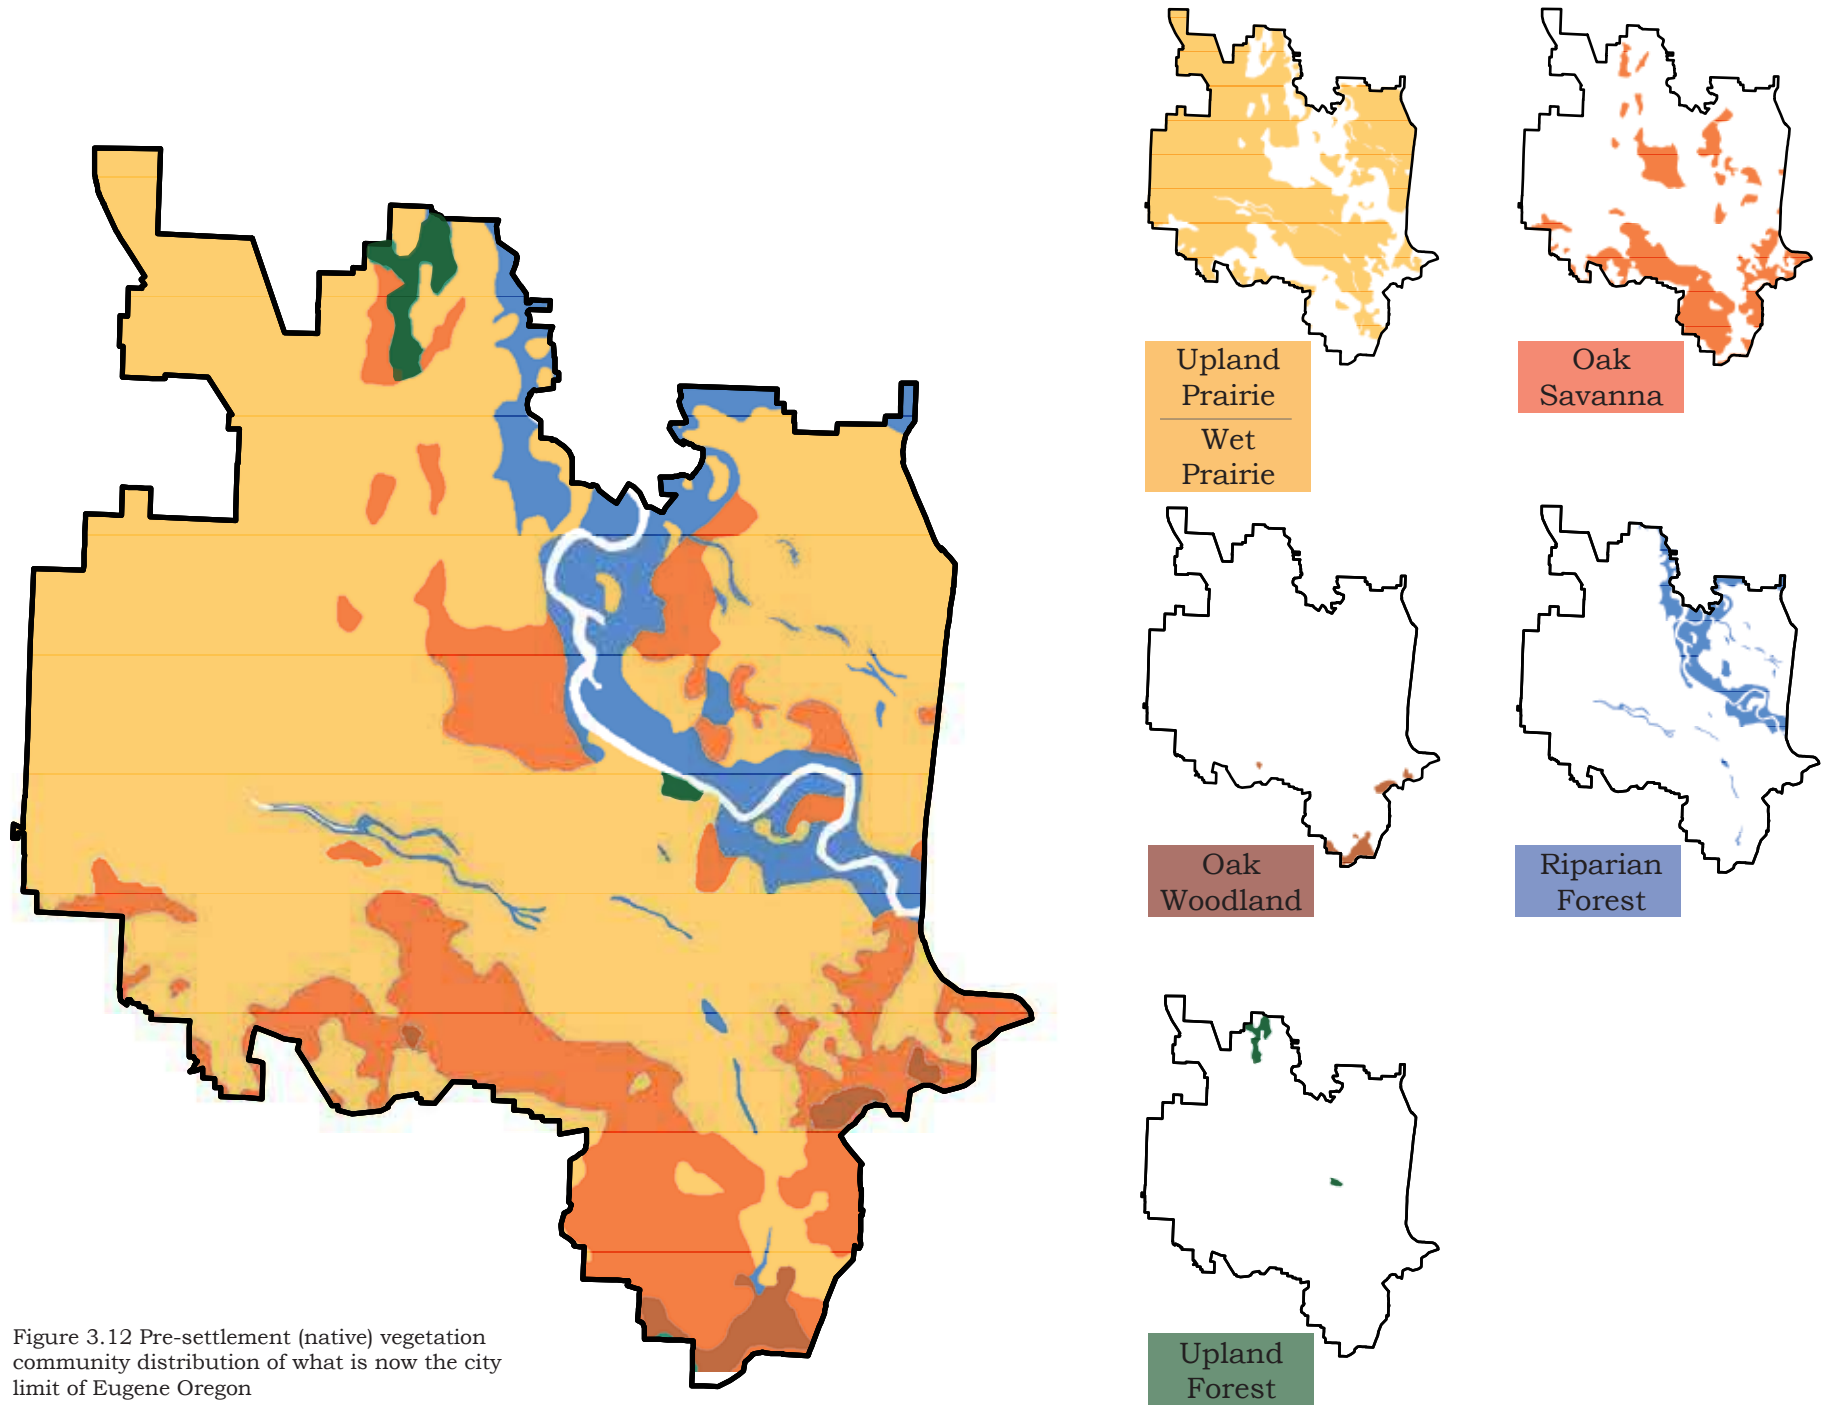 Upland
Prairie
Wet
Prairie
Oak
Savanna
Oak
Woodland
Riparian
Forest
Upland
Forest
Figure 3.12 Pre-settlement (native) vegetation
community distribution of what is now the city
limit of Eugene Oregon